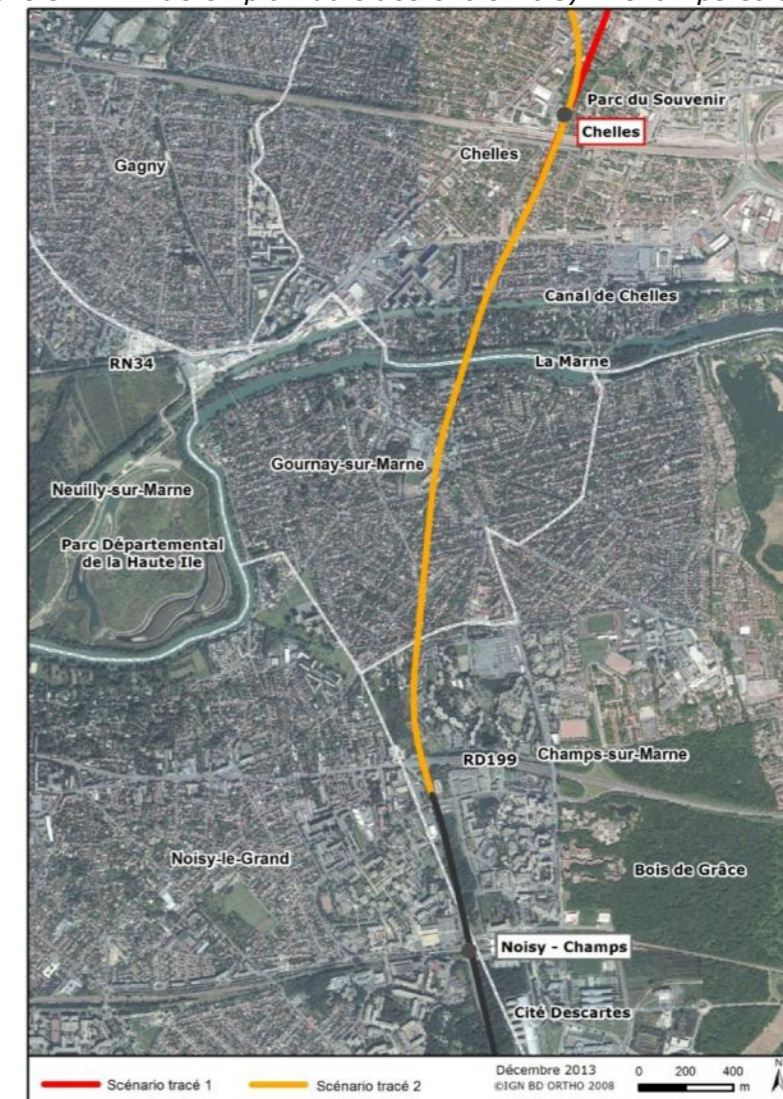 Parc du Souvenir
Chelles
Chelles
Gagny
Canal de Chelles
La Marne
RN34
Gournay-sur-Marne
Neuilly-sur-Marne
Parc Départemental
de la Haute Ile
RD199
Champs-sur-Marne
Noisy-le-Grand
Bois de Grâce
Noisy - Champs
Cité Descartes
Scénario tracé 1
Scénario tracé 2
Décembre 2013
©IGN BD ORTHO 2008
0 200 400
m
N